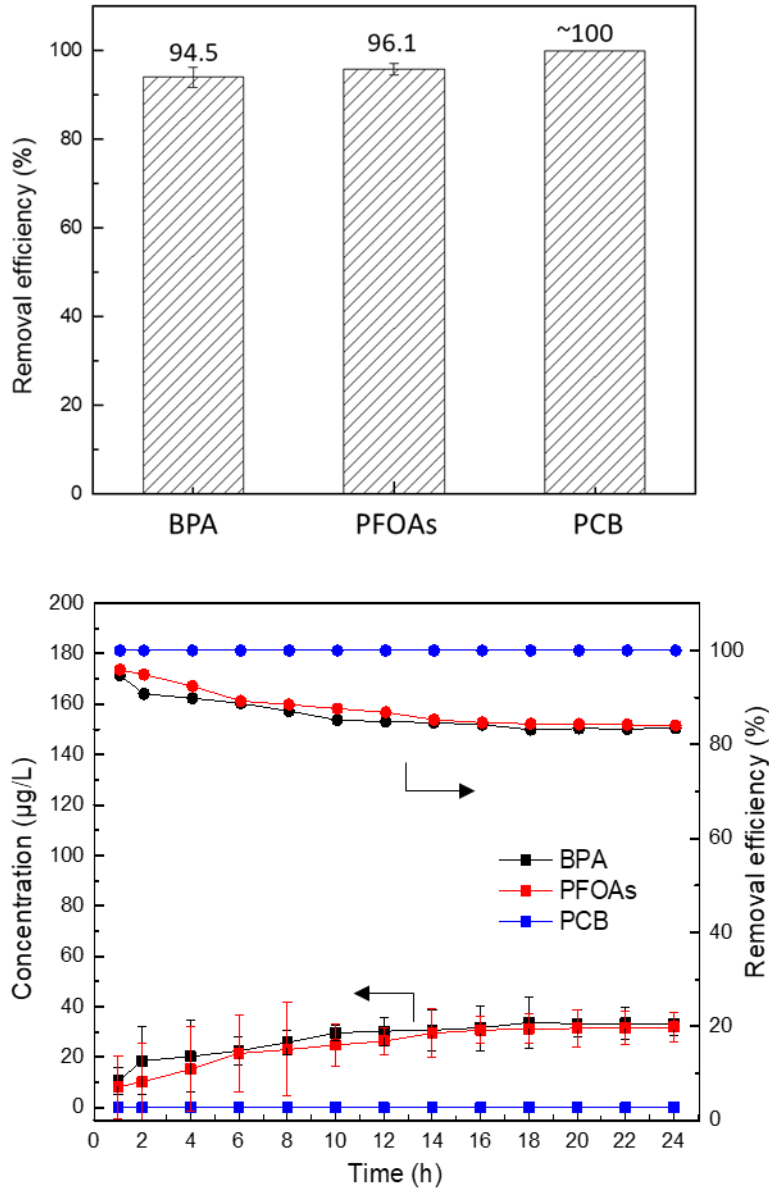 Removal efficiency (%)
100
80
60
40
20
0
94.5
96.1
~100
BPA
PFOAs
PCB
Concentration (µg/L)
200
180
160
140
120
100
80
60
40
20
0
BPA
PFOAs
PCB
100
80
60
40
20
0
Removal efficiency (%)
0 2 4 6 8 10 12 14 16 18 20 22 24
Time (h)